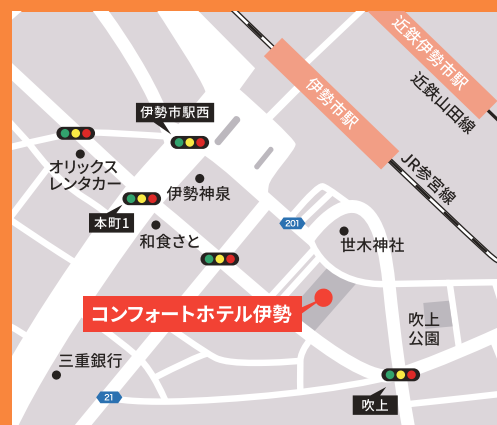 近鉄伊勢市駅
近鉄山田線
伊勢市駅
JR参宮線
伊勢市駅西
オリックス
レンタカー
伊勢神泉
本町1
和食さと
201
世木神社
コンフォートホテル伊勢
吹上
公園
三重銀行
21
吹上